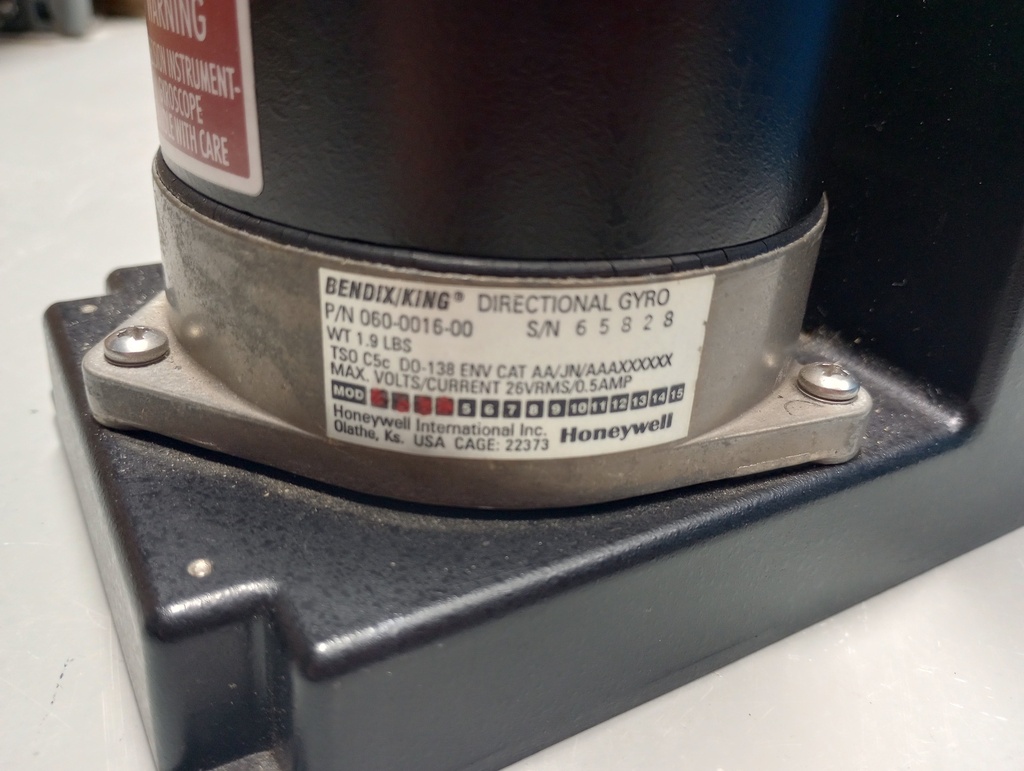 WARNING
INSTRUMENT-
WITH CARE
BENDIX/KING® DIRECTIONAL GYRO
P/N 060-0016-00 S/N 65828
WT 1.9 LBS
TSO C5c DO-138 ENV CAT AA/JN/AAAXXXXXX
MAX. VOLTS/CURRENT 26VRMS/0.5AMP
MOD 5 6 7 8 9 10 11 12 13 14 15
Honeywell International Inc. Honeywell
Olathe, Ks. USA CAGE: 22373